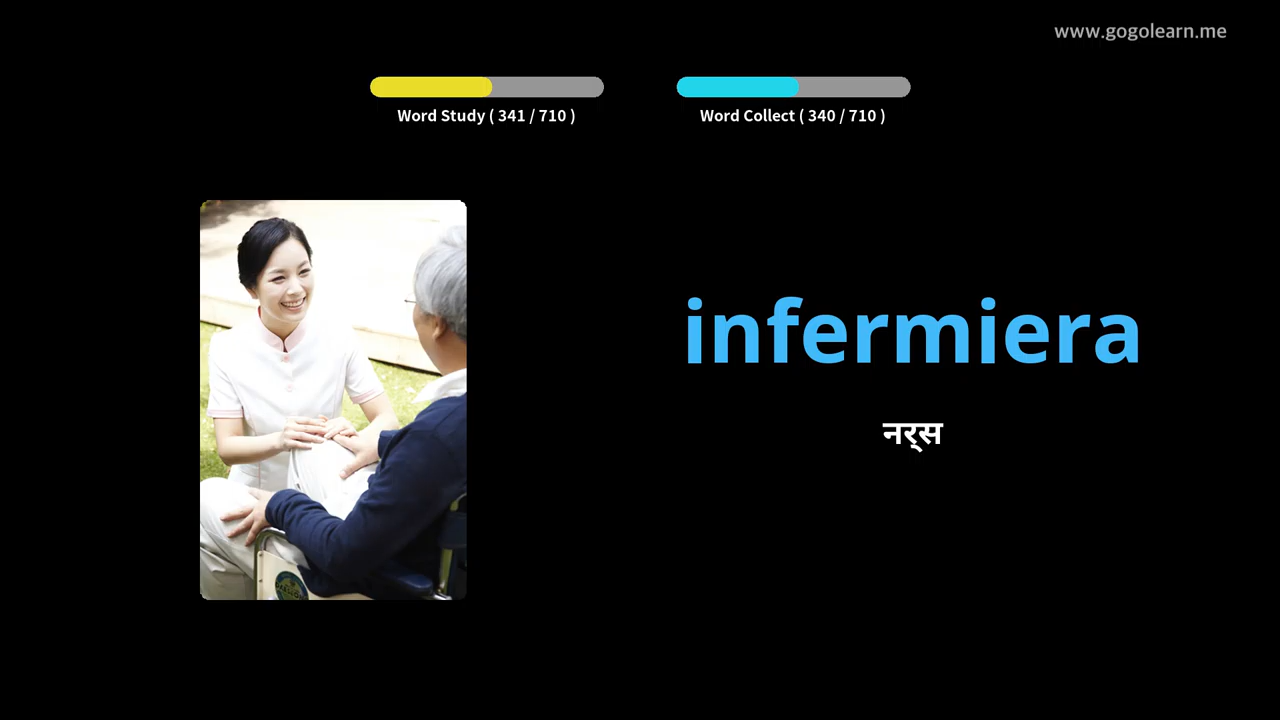 www.gogolearn.me
Word Study ( 341 / 710 )
Word Collect ( 340 / 710 )
infermiera
नर्स